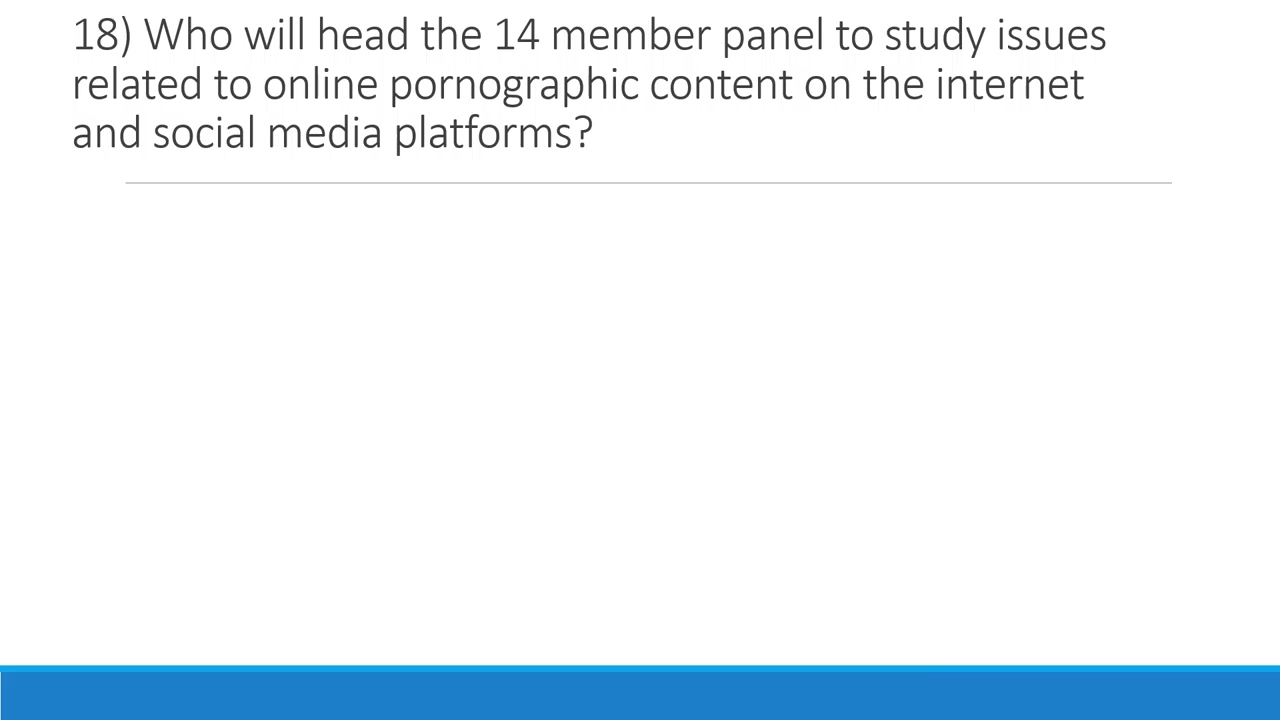 18) Who will head the 14 member panel to study issues
related to online pornographic content on the internet
and social media platforms?